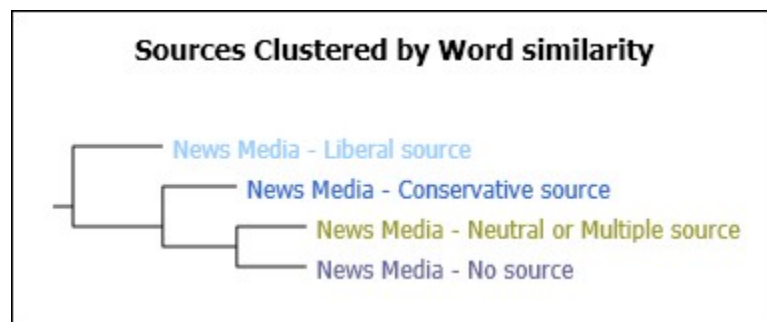 Sources Clustered by Word similarity
News Media - Liberal source
News Media - Conservative source
News Media - Neutral or Multiple source
News Media - No source